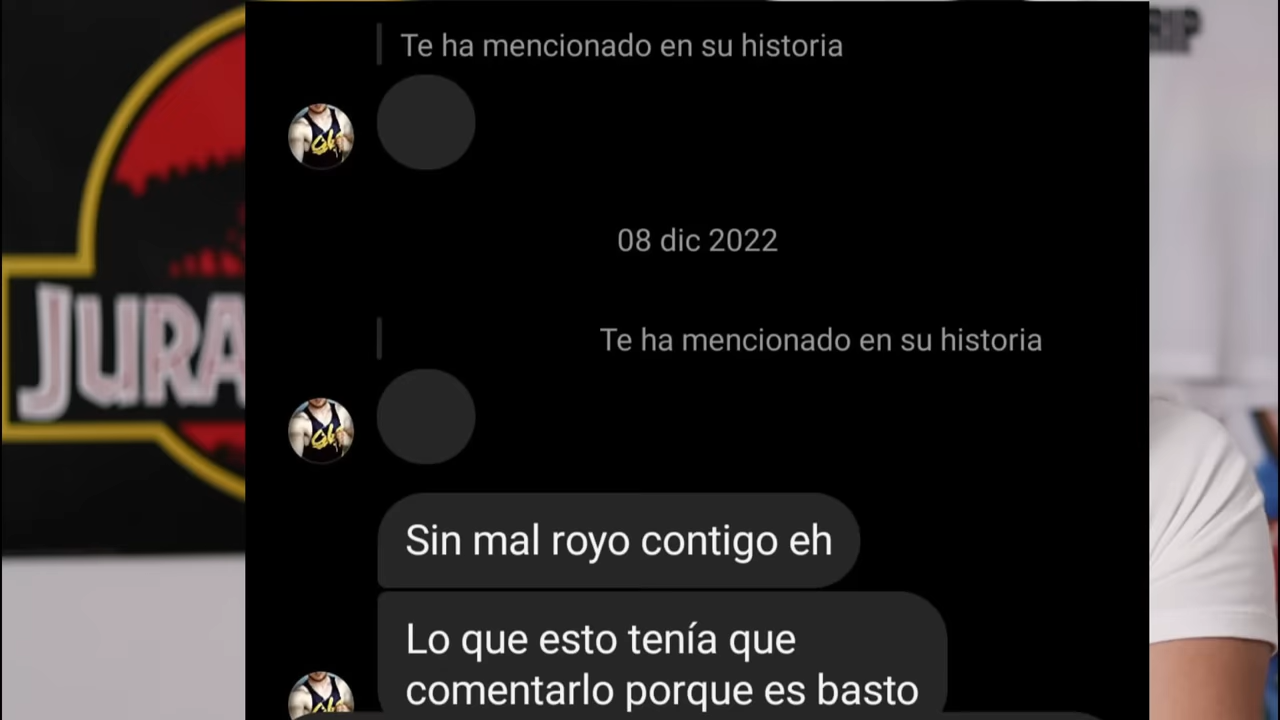 Te ha mencionado en su historia
RIP
08 dic 2022
JURA
Te ha mencionado en su historia
Sin mal royo contigo eh
Lo que esto tenía que
comentarlo porque es basto